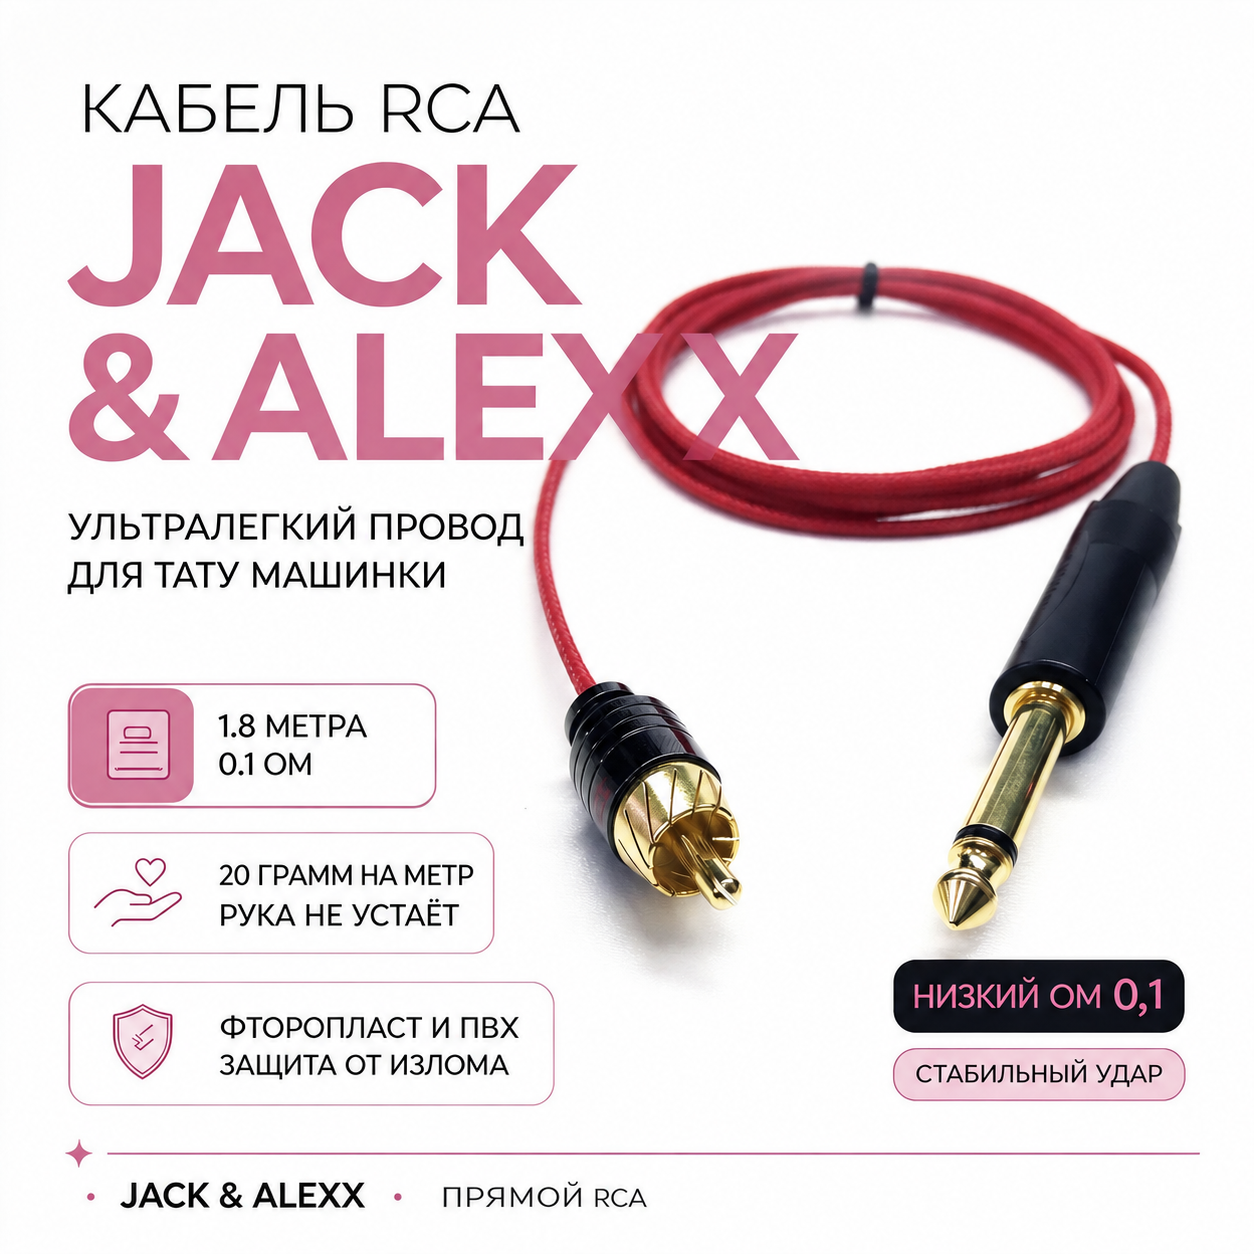 КАБЕЛЬ RCA
JACK
& ALEXX
УЛЬТРАЛЕГКИЙ ПРОВОД
ДЛЯ ТАТУ МАШИНКИ
1.8 МЕТРА
0.1 ОМ
20 ГРАММ НА МЕТР
РУКА НЕ УСТАЁТ
ФТОРОПЛАСТ И ПВХ
ЗАЩИТА ОТ ИЗЛОМА
НИЗКИЙ ОМ 0,1
СТАБИЛЬНЫЙ УДАР
• JACK & ALEXX • ПРЯМОЙ RCA